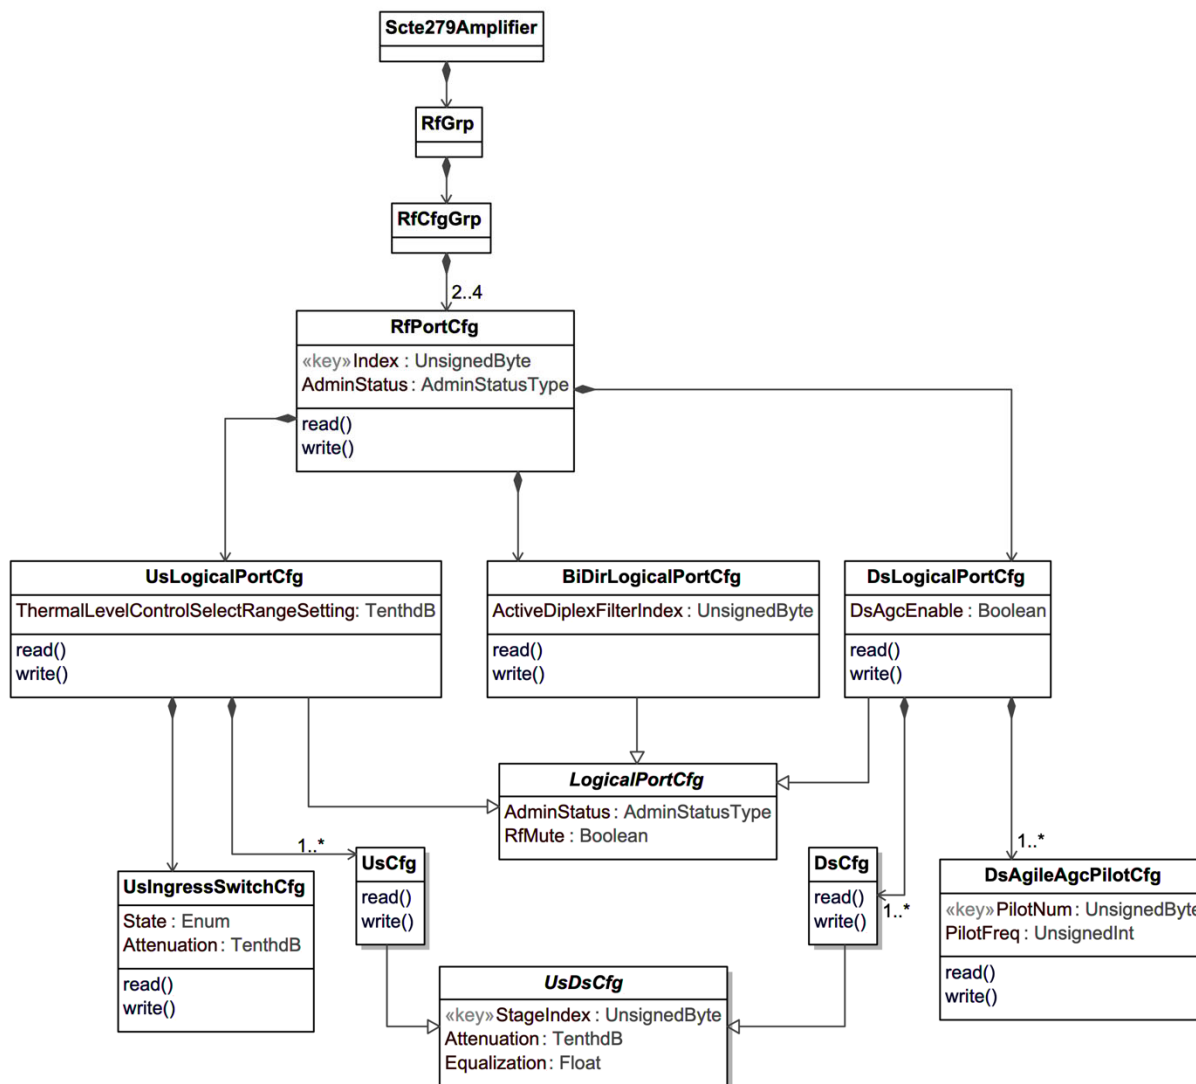 Scte279Amplifier
RfGrp
RfCfgGrp
2..4
RfPortCfg
«key»Index : UnsignedByte
AdminStatus : AdminStatusType
read()
write()
UsLogicalPortCfg
ThermalLevelControlSelectRangeSetting: TenthdB
read()
write()
BiDirLogicalPortCfg
ActiveDiplexFilterIndex : UnsignedByte
read()
write()
DsLogicalPortCfg
DsAgcEnable : Boolean
read()
write()
LogicalPortCfg
AdminStatus : AdminStatusType
RfMute : Boolean
1..*
UsCfg
read()
write()
DsCfg
read()
write()
1..*
1..*
UsIngressSwitchCfg
State : Enum
Attenuation : TenthdB
read()
write()
DsAgileAgcPilotCfg
«key»PilotNum : UnsignedByte
PilotFreq : UnsignedInt
read()
write()
UsDsCfg
«key»StageIndex : UnsignedByte
Attenuation : TenthdB
Equalization : Float